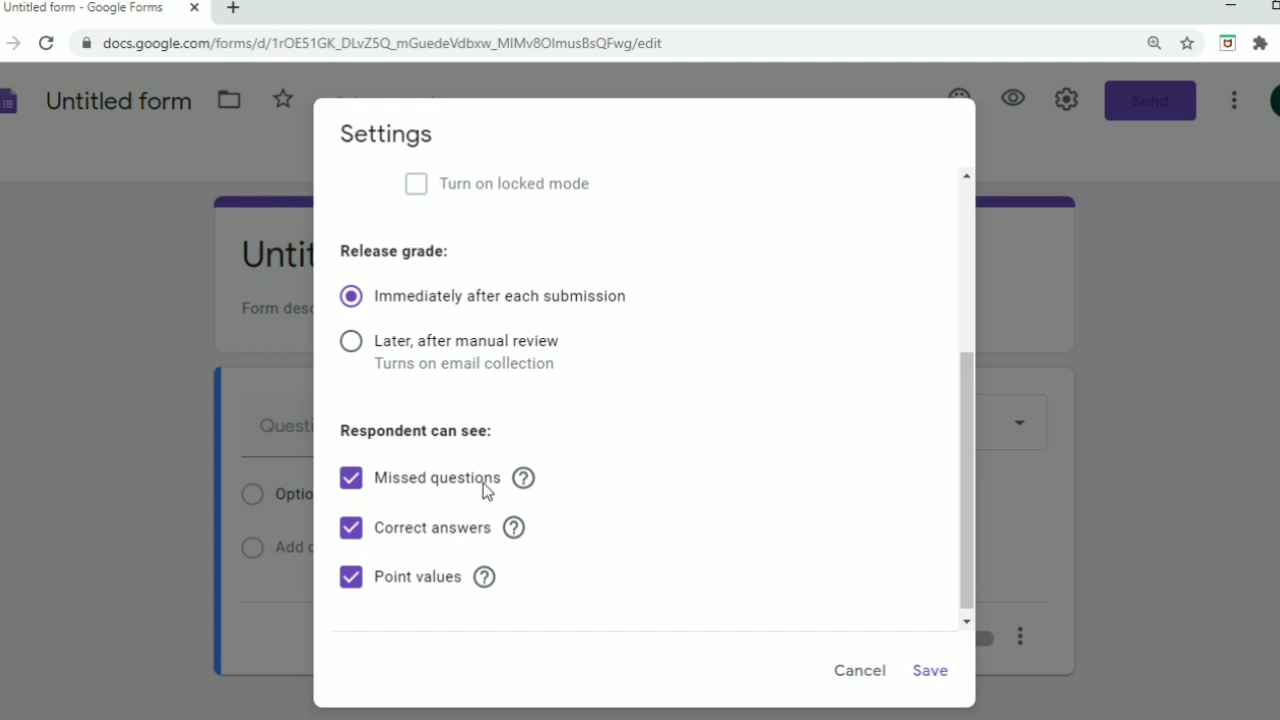 Untitled form - Google Forms
docs.google.com/forms/d/1rOE51GK_DLvZ5Q_mGuedeVdbxw_MIMv8OlmusBsQFwg/edit
Untitled form
Send
Settings
Turn on locked mode
Untit
Release grade:
Form desc
Immediately after each submission
Later, after manual review
Turns on email collection
Questi
Respondent can see:
Missed questions
Optio
Correct answers
Add o
Point values
Cancel Save